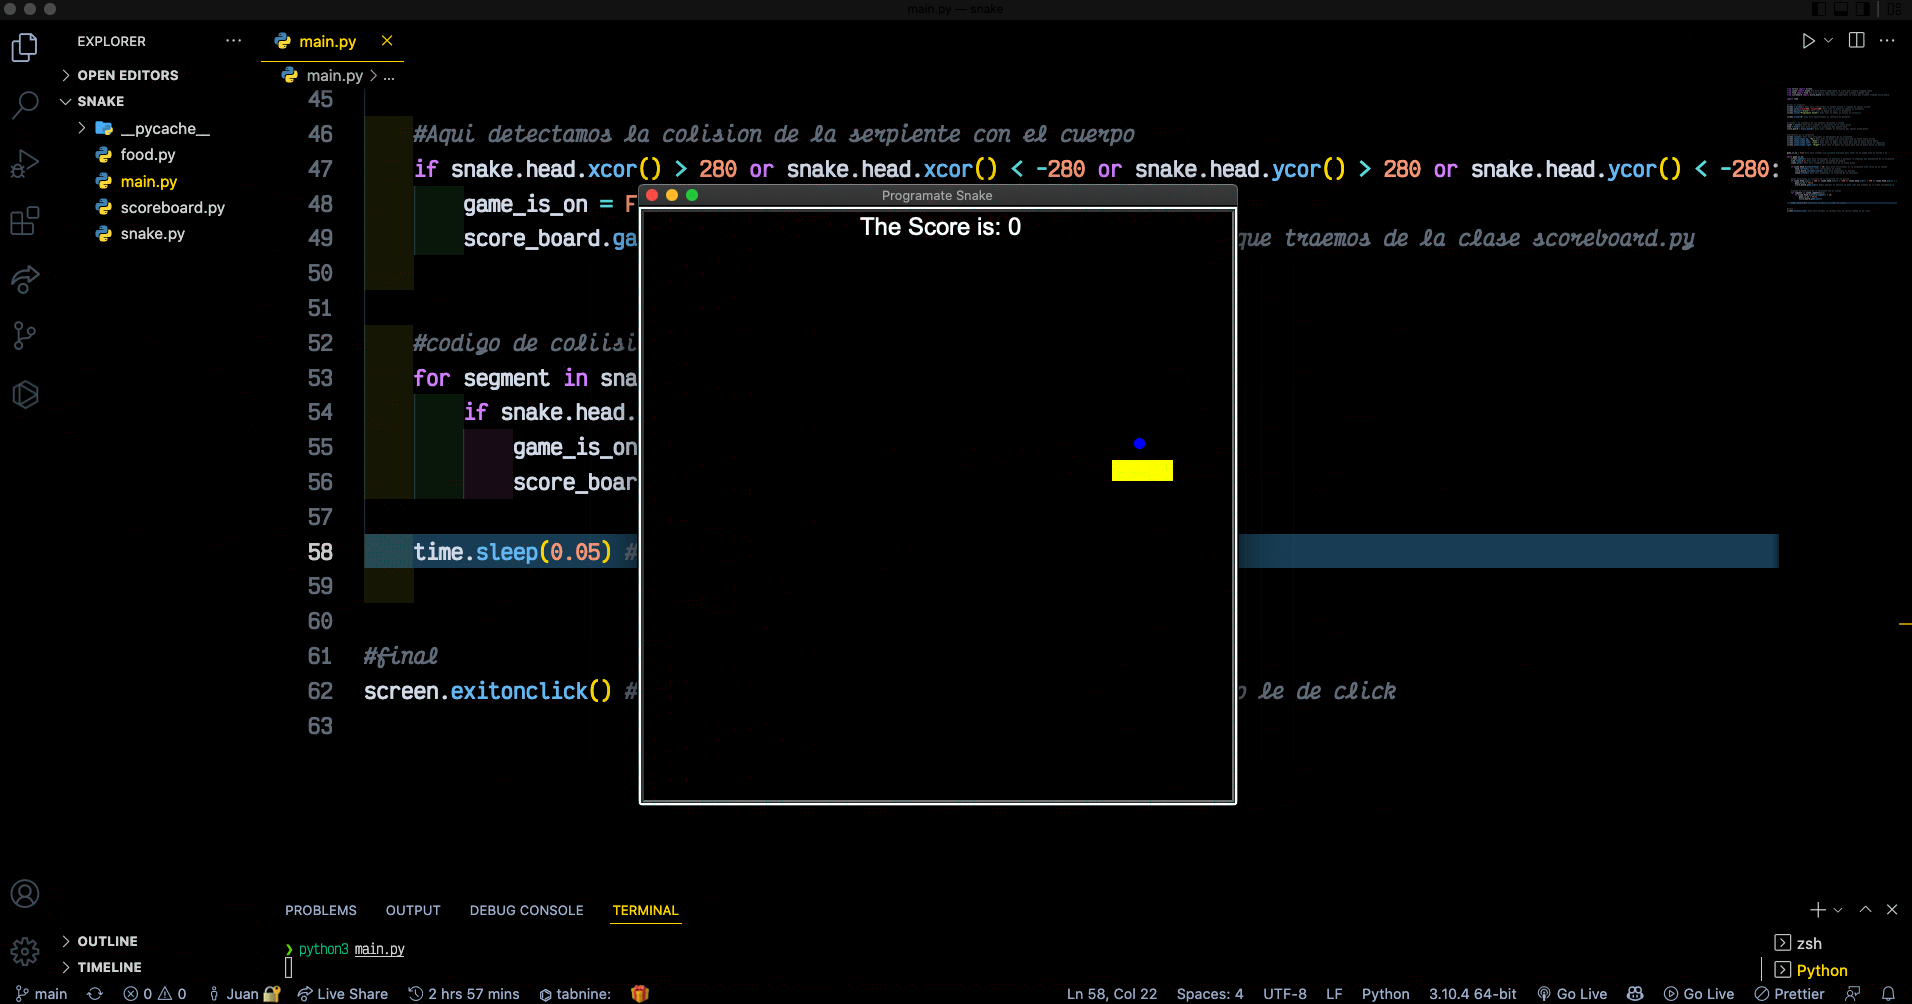 main.py — snake
EXPLORER
main.py
OPEN EDITORS
main.py > ...
SNAKE
__pycache__
food.py
main.py
scoreboard.py
snake.py
45
46 #Aqui detectamos la colision de la serpiente con el cuerpo
47 if snake.head.xcor() > 280 or snake.head.xcor() < -280 or snake.head.ycor() > 280 or snake.head.ycor() < -280:
48 game_is_on = F
49 score_board.ga que traemos de la clase scoreboard.py
50
51
52 #codigo de coliisi
53 for segment in sna
54 if snake.head.
55 game_is_on
56 score_boar
57
58 time.sleep(0.05) #
59
60
61 #final
62 screen.exitonclick() # le de click
63
Programate Snake
The Score is: 0
PROBLEMS OUTPUT DEBUG CONSOLE TERMINAL
❯ python3 main.py
zsh
Python
OUTLINE
TIMELINE
main 0 0 Juan Live Share 2 hrs 57 mins tabnine: Ln 58, Col 22 Spaces: 4 UTF-8 LF Python 3.10.4 64-bit Go Live Go Live Prettier